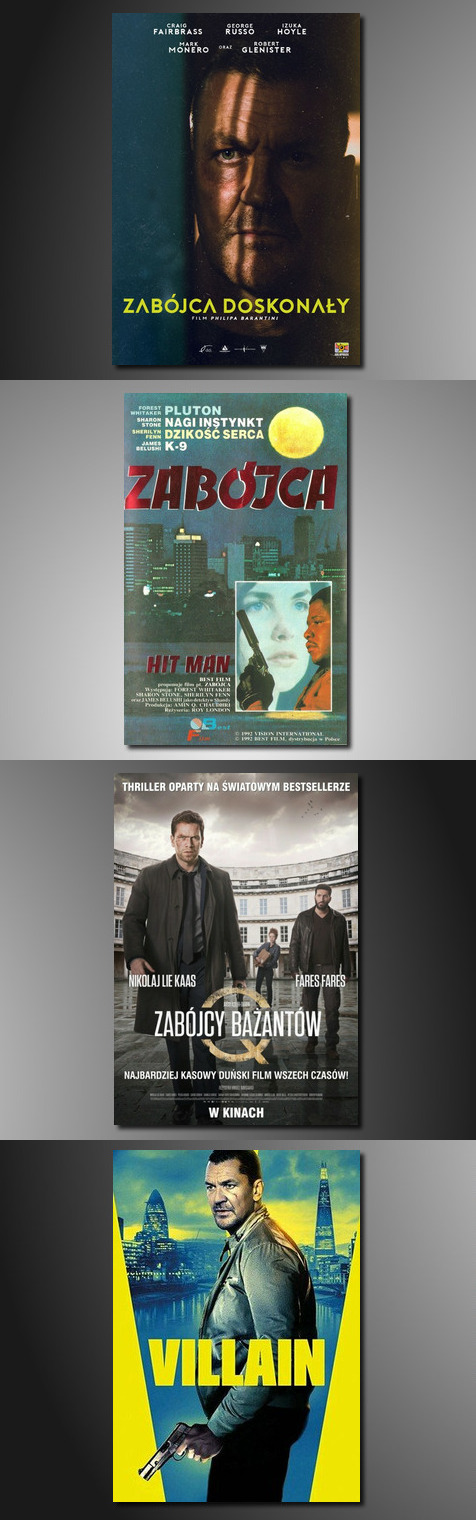 CRAIG FAIRBRASS
GEORGE RUSSO
IZUKA HOYLE
MARK MONERO
ORAZ
ROBERT GLENISTER
ZABÓJCA DOSKONAŁY
FILM PHILIPA BARANTINI
FOREST WHITAKER PLUTON
SHARON STONE NAGI INSTYNKT
SHERILYN FENN DZIKOŚĆ SERCA
JAMES BELUSHI K-9
ZABÓJCA
HIT MAN
BEST FILM
proponuje film pt. ZABÓJCA
Występują: FOREST WHITAKER
SHARON STONE, SHERILYN FENN
oraz JAMES BELUSHI jako detektyw Shurdy
Produkcja: AMIN Q. CHAUDHRI
Reżyseria: ROY LONDON
© 1992 VISION INTERNATIONAL
© 1992 BEST FILM, dystrybucja w Polsce
THRILLER OPARTY NA ŚWIATOWYM BESTSELLERZE
NIKOLAJ LIE KAAS
FARES FARES
ZABÓJCY BAŻANTÓW
NAJBARDZIEJ KASOWY DUŃSKI FILM WSZECH CZASÓW!
W KINACH
VILLAIN